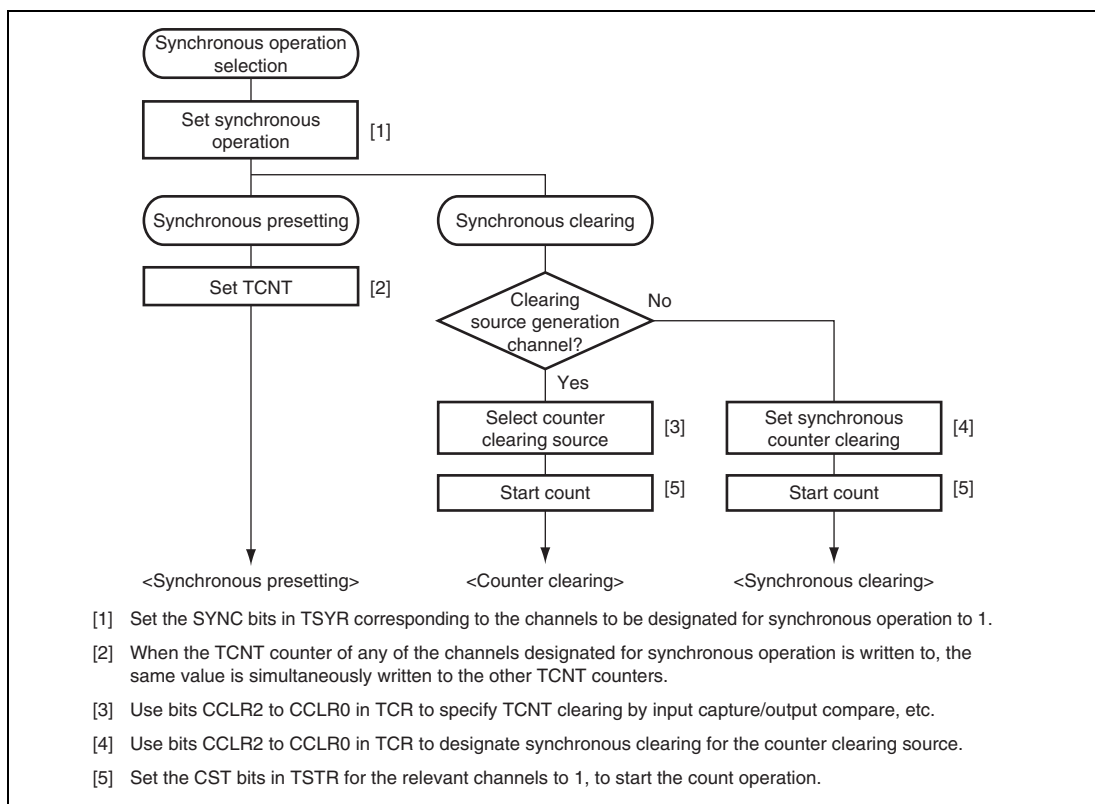 Synchronous operation
selection
Set synchronous
operation
[1]
Synchronous presetting
Synchronous clearing
Set TCNT
[2]
Clearing
source generation
channel?
No
Yes
Select counter
clearing source
[3]
Set synchronous
counter clearing
[4]
Start count
[5]
Start count
[5]
<Synchronous presetting>
<Counter clearing>
<Synchronous clearing>
[1] Set the SYNC bits in TSYR corresponding to the channels to be designated for synchronous operation to 1.
[2] When the TCNT counter of any of the channels designated for synchronous operation is written to, the
same value is simultaneously written to the other TCNT counters.
[3] Use bits CCLR2 to CCLR0 in TCR to specify TCNT clearing by input capture/output compare, etc.
[4] Use bits CCLR2 to CCLR0 in TCR to designate synchronous clearing for the counter clearing source.
[5] Set the CST bits in TSTR for the relevant channels to 1, to start the count operation.